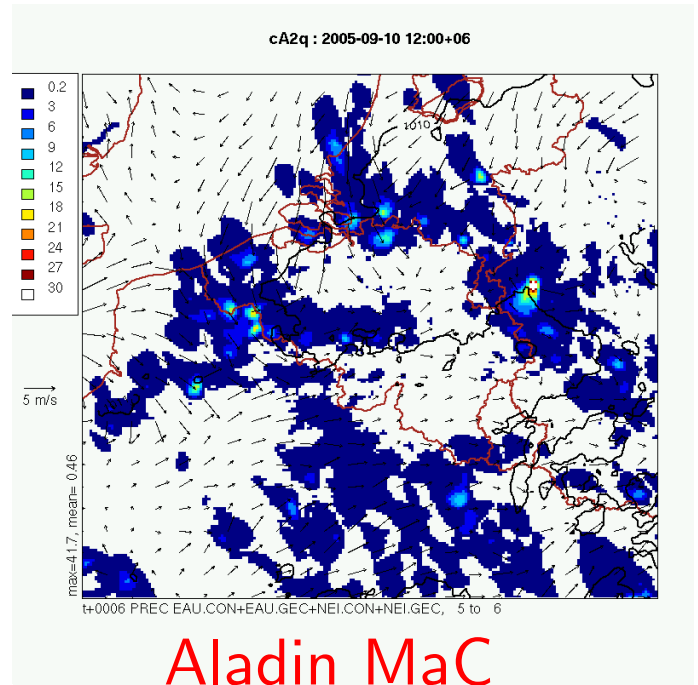 cA2q : 2005-09-10 12:00+06
0.2
3
6
9
12
15
18
21
24
27
30
1010
5 m/s
max=41.7, mean= 0.46
t+0006 PREC EAU.CON+EAU.GEC+NEI.CON+NEI.GEC, 5 to 6
Aladin MaC